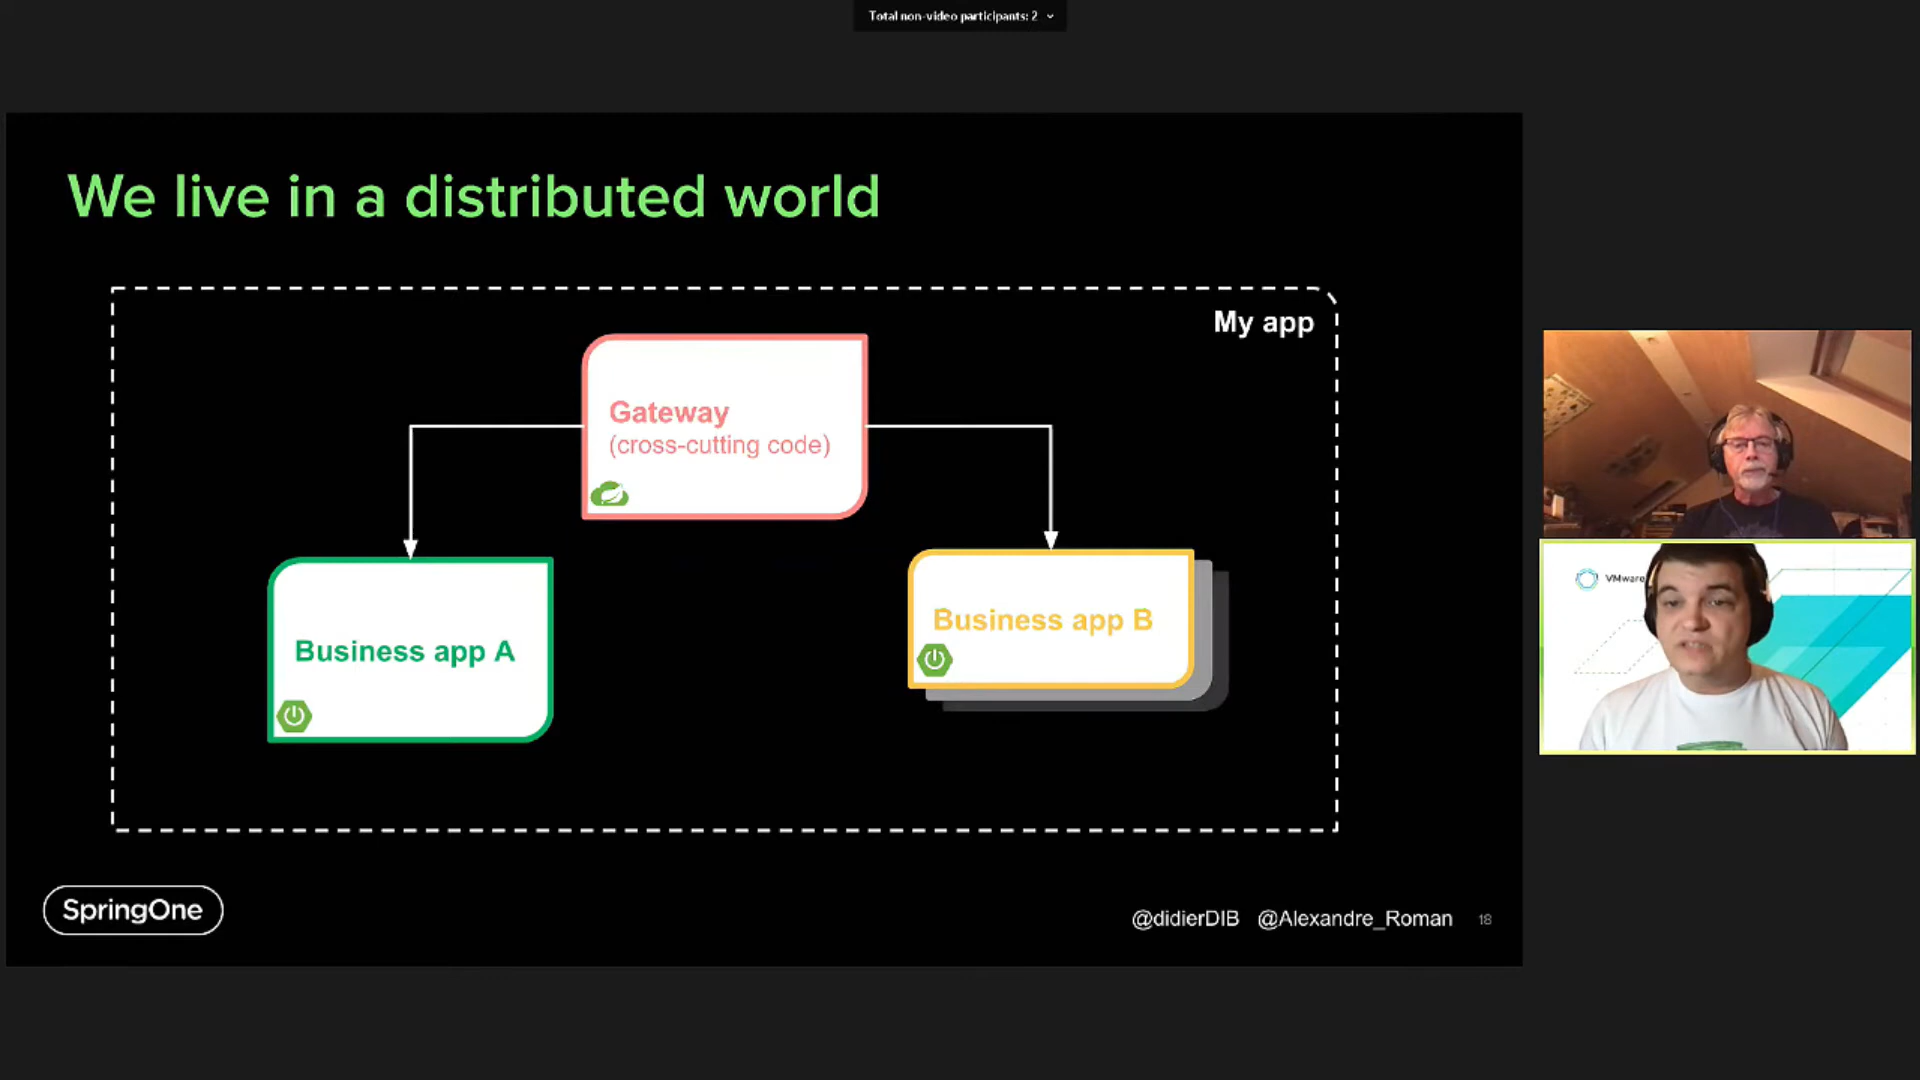 Total non-video participants: 2
We live in a distributed world
My app
Gateway
(cross-cutting code)
Business app A
Business app B
VMware
SpringOne
@didierDIB @Alexandre_Roman 18